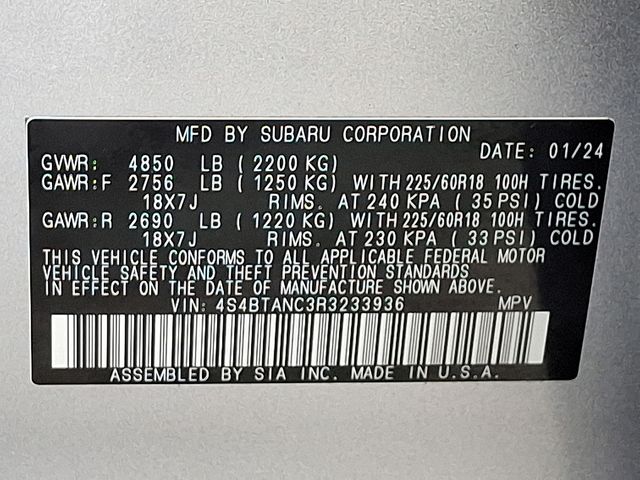 MFD BY SUBARU CORPORATION
DATE: 01/24
GVWR: 4850 LB ( 2200 KG)
GAWR:F 2756 LB ( 1250 KG) WITH 225/60R18 100H TIRES.
18X7J RIMS. AT 240 KPA ( 35 PSI) COLD
GAWR:R 2690 LB ( 1220 KG) WITH 225/60R18 100H TIRES.
18X7J RIMS. AT 230 KPA ( 33 PSI) COLD
THIS VEHICLE CONFORMS TO ALL APPLICABLE FEDERAL MOTOR
VEHICLE SAFETY AND THEFT PREVENTION STANDARDS
IN EFFECT ON THE DATE OF MANUFACTURE SHOWN ABOVE.
VIN: 4S4BTANC3R3233936 MPV
ASSEMBLED BY SIA INC. MADE IN U.S.A.